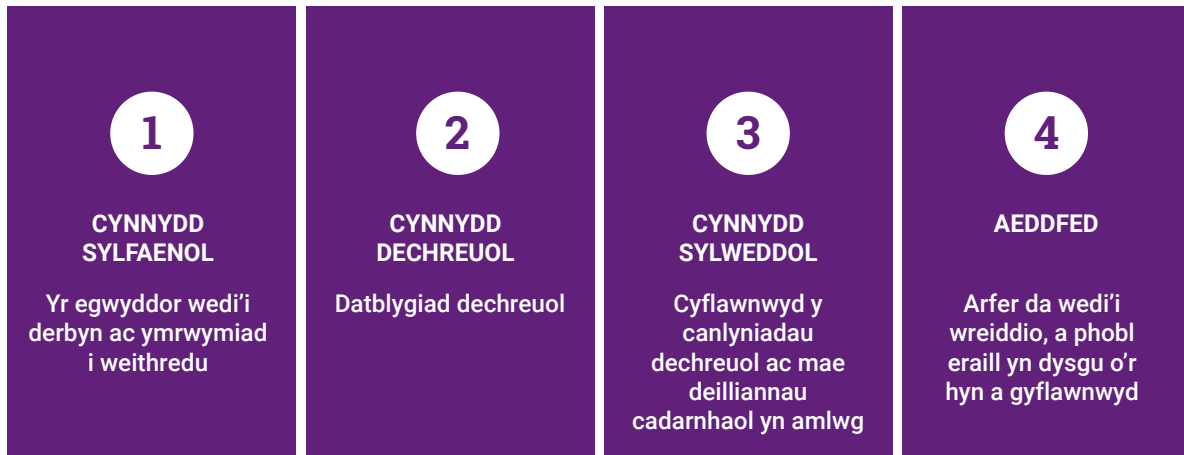 1
CYNNYDD
SYLFAENOL
Yr egwyddor wedi’i
derbyn ac ymrwymiad
i weithredu
2
CYNNYDD
DECHREUOL
Datblygiad dechreuol
3
CYNNYDD
SYLWEDDOL
Cyflawnwyd y
canlyniadau
dechreuol ac mae
deilliannau
cadarnhaol yn amlwg
4
AEDDFED
Arfer da wedi’i
wreiddio, a phobl
eraill yn dysgu o’r
hyn a gyflawnwyd